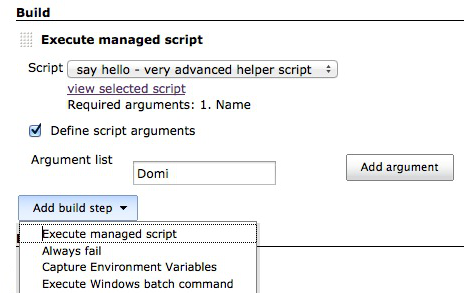 Build
Execute managed script
Script say hello - very advanced helper script
view selected script
Required arguments: 1. Name
Define script arguments
Argument list Domi Add argument
Add build step
Execute managed script
Always fail
Capture Environment Variables
Execute Windows batch command